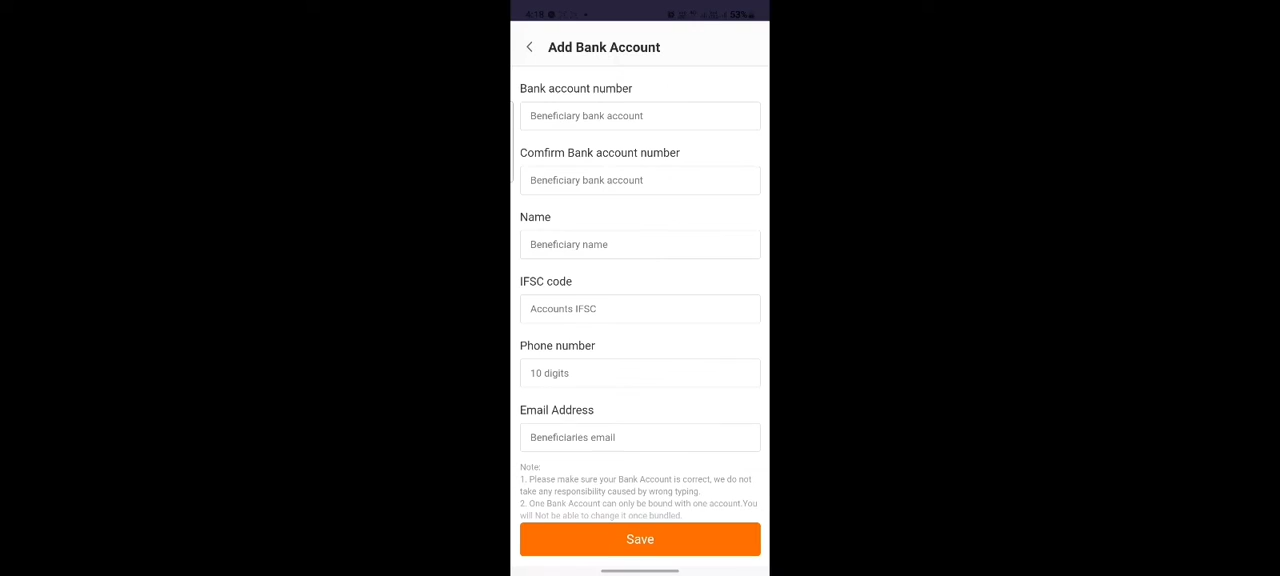 4:18
53%
Add Bank Account
Bank account number
Beneficiary bank account
Comfirm Bank account number
Beneficiary bank account
Name
Beneficiary name
IFSC code
Accounts IFSC
Phone number
10 digits
Email Address
Beneficiaries email
Note:
1. Please make sure your Bank Account is correct, we do not
take any responsibility caused by wrong typing.
2. One Bank Account can only be bound with one account.You
will Not be able to change it once bundled.
Save